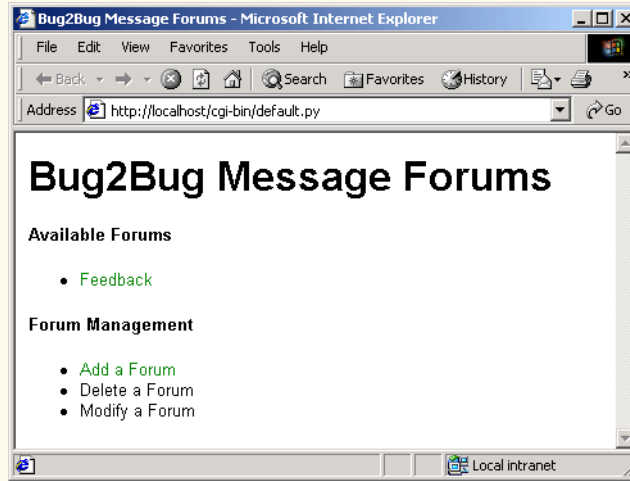 Bug2Bug Message Forums - Microsoft Internet Explorer
File Edit View Favorites Tools Help
Back Search Favorites History »
Address http://localhost/cgi-bin/default.py Go
Bug2Bug Message Forums
Available Forums
• Feedback
Forum Management
• Add a Forum
• Delete a Forum
• Modify a Forum
Local intranet